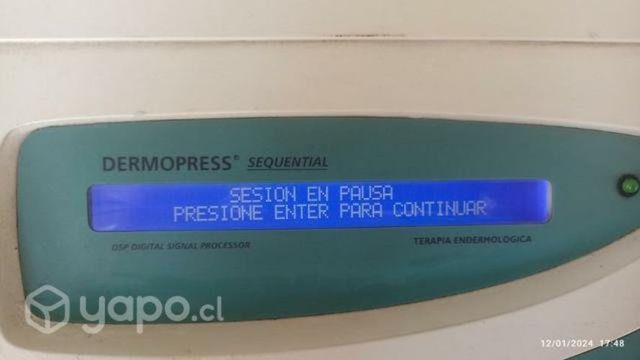 DERMOPRESS® SEQUENTIAL
SESION EN PAUSA
PRESIONE ENTER PARA CONTINUAR
DSP DIGITAL SIGNAL PROCESSOR
TERAPIA ENDERMOLOGICA
yapo.cl
12/01/2024 17:48